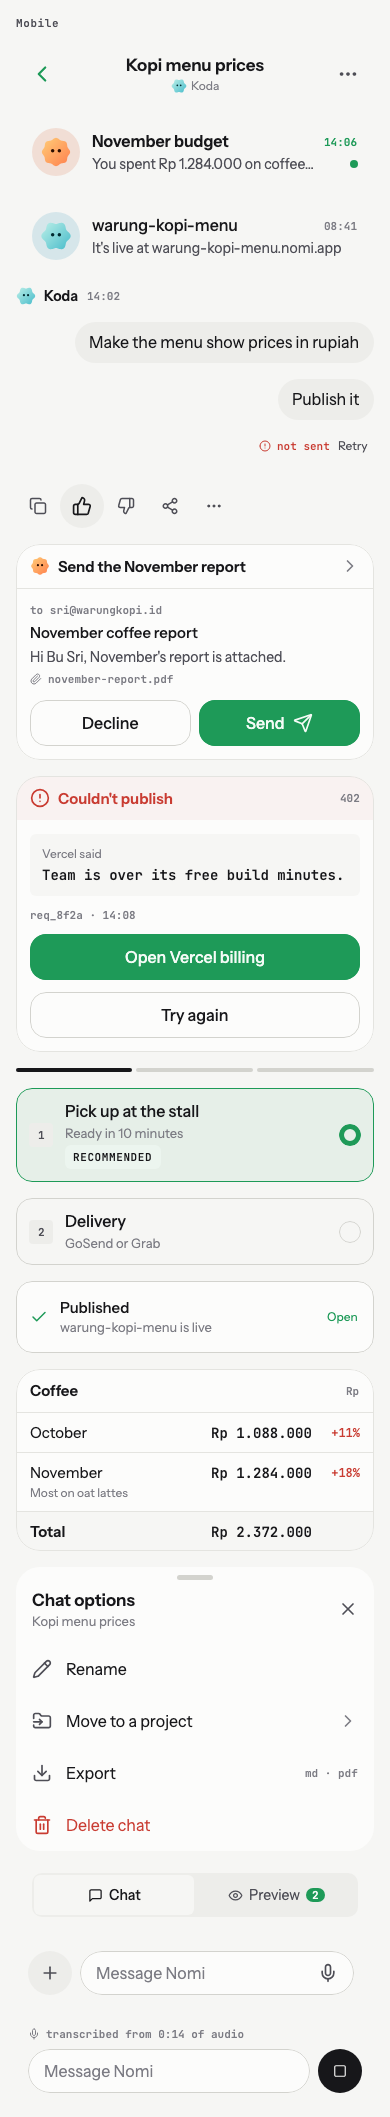 Mobile
Kopi menu prices
Koda
November budget
14:06
You spent Rp 1.284.000 on coffee...
warung-kopi-menu
08:41
It's live at warung-kopi-menu.nomi.app
Koda 14:02
Make the menu show prices in rupiah
Publish it
not sent Retry
Send the November report
to sri@warungkopi.id
November coffee report
Hi Bu Sri, November's report is attached.
november-report.pdf
Decline
Send
Couldn't publish
402
Vercel said
Team is over its free build minutes.
req_8f2a · 14:08
Open Vercel billing
Try again
Pick up at the stall
1
Ready in 10 minutes
RECOMMENDED
2
Delivery
GoSend or Grab
Published
warung-kopi-menu is live
Open
Coffee Rp
October Rp 1.088.000 +11%
November Rp 1.284.000 +18%
Most on oat lattes
Total Rp 2.372.000
Chat options
Kopi menu prices
Rename
Move to a project
Export md · pdf
Delete chat
Chat Preview 2
Message Nomi
transcribed from 0:14 of audio
Message Nomi